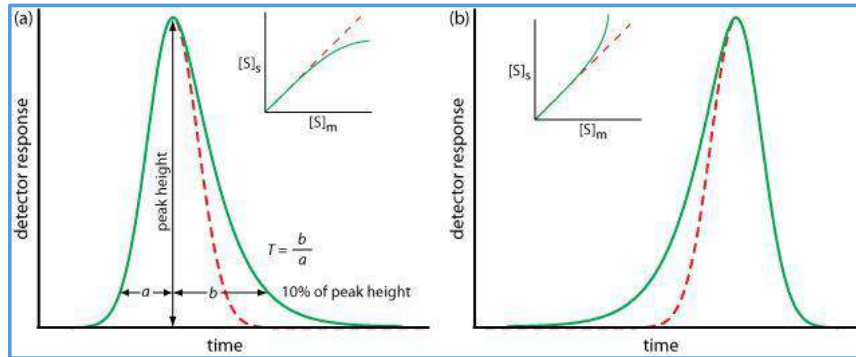 (a)
detector response
peak height
[S]s
[S]m
T = b
a
a
b
10% of peak height
time
(b)
detector response
[S]s
[S]m
time